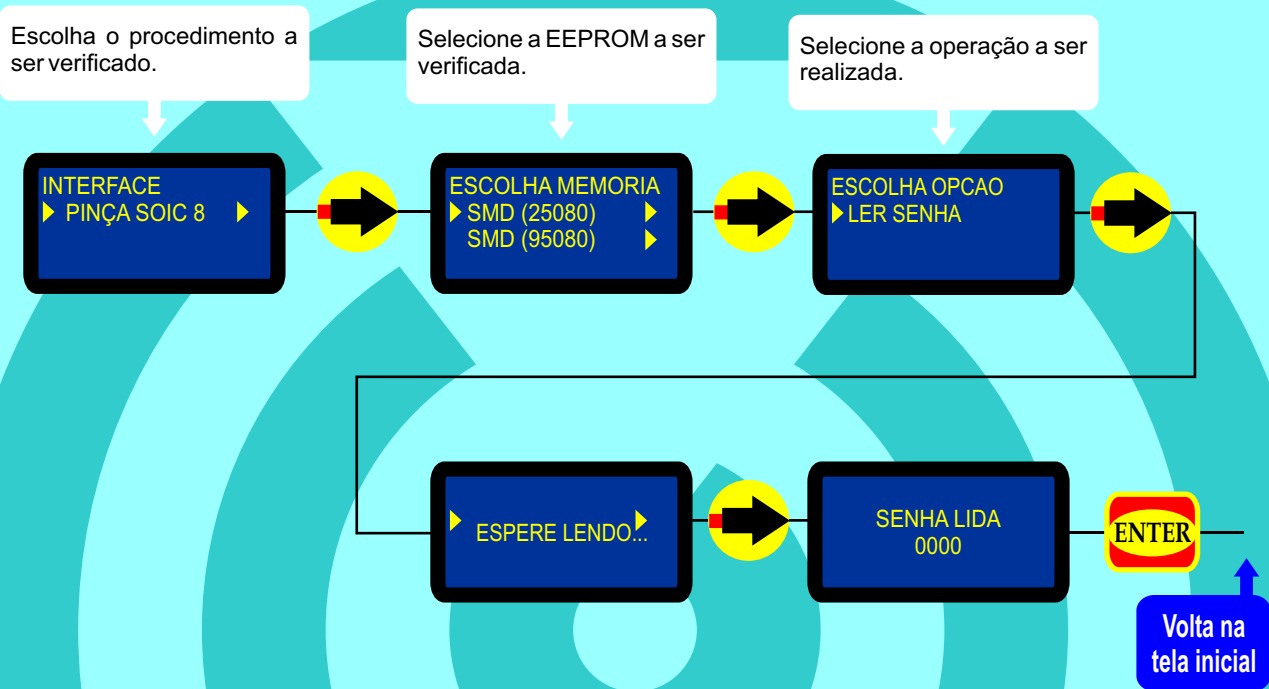 Escolha o procedimento a
ser verificado.
Selecione a EEPROM a ser
verificada.
Selecione a operação a ser
realizada.
INTERFACE
PINÇA SOIC 8
ESCOLHA MEMORIA
SMD (25080)
SMD (95080)
ESCOLHA OPCAO
LER SENHA
ESPERE LENDO...
SENHA LIDA
0000
ENTER
Volta na
tela inicial